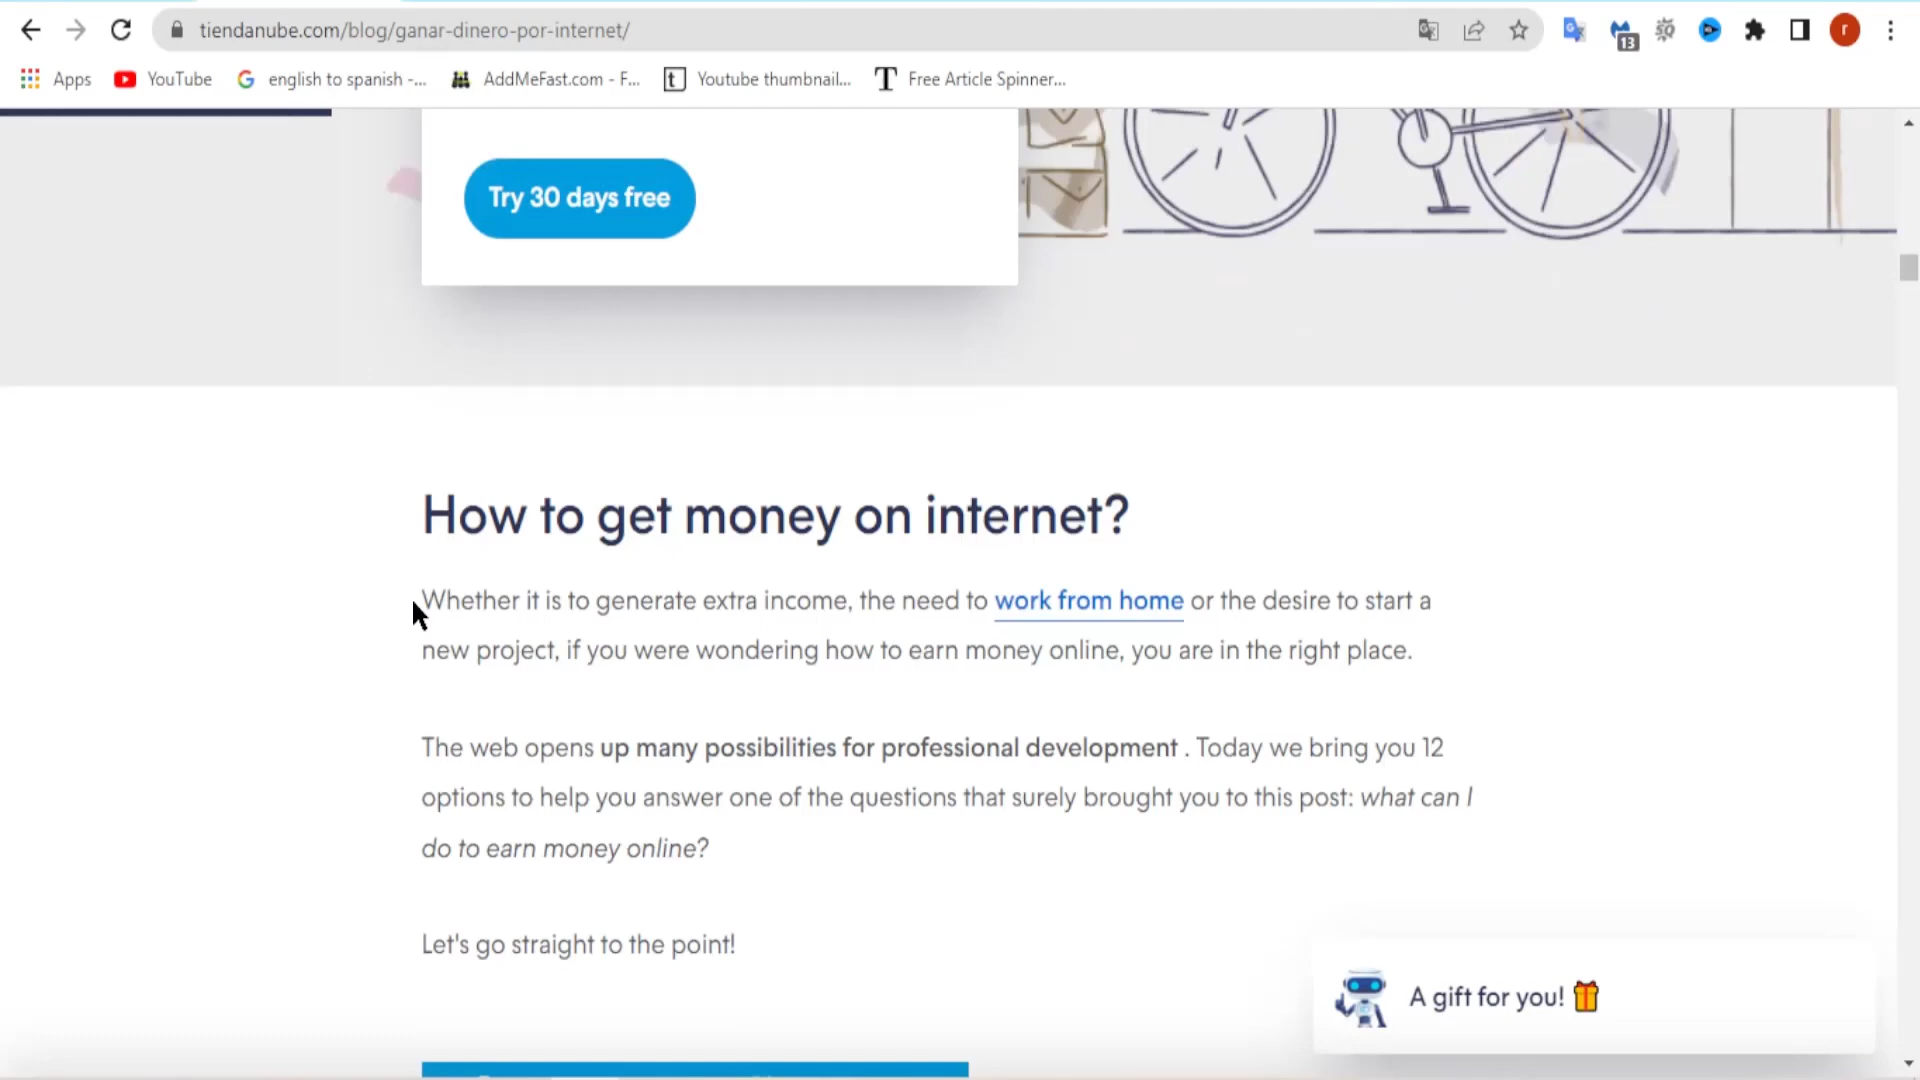 tiendanube.com/blog/ganar-dinero-por-internet/
13
r
Apps
YouTube
english to spanish -...
AddMeFast.com - F...
Youtube thumbnail...
Free Article Spinner...
Try 30 days free
How to get money on internet?
Whether it is to generate extra income, the need to work from home or the desire to start a
new project, if you were wondering how to earn money online, you are in the right place.
The web opens up many possibilities for professional development . Today we bring you 12
options to help you answer one of the questions that surely brought you to this post: what can I
do to earn money online?
Let's go straight to the point!
A gift for you!